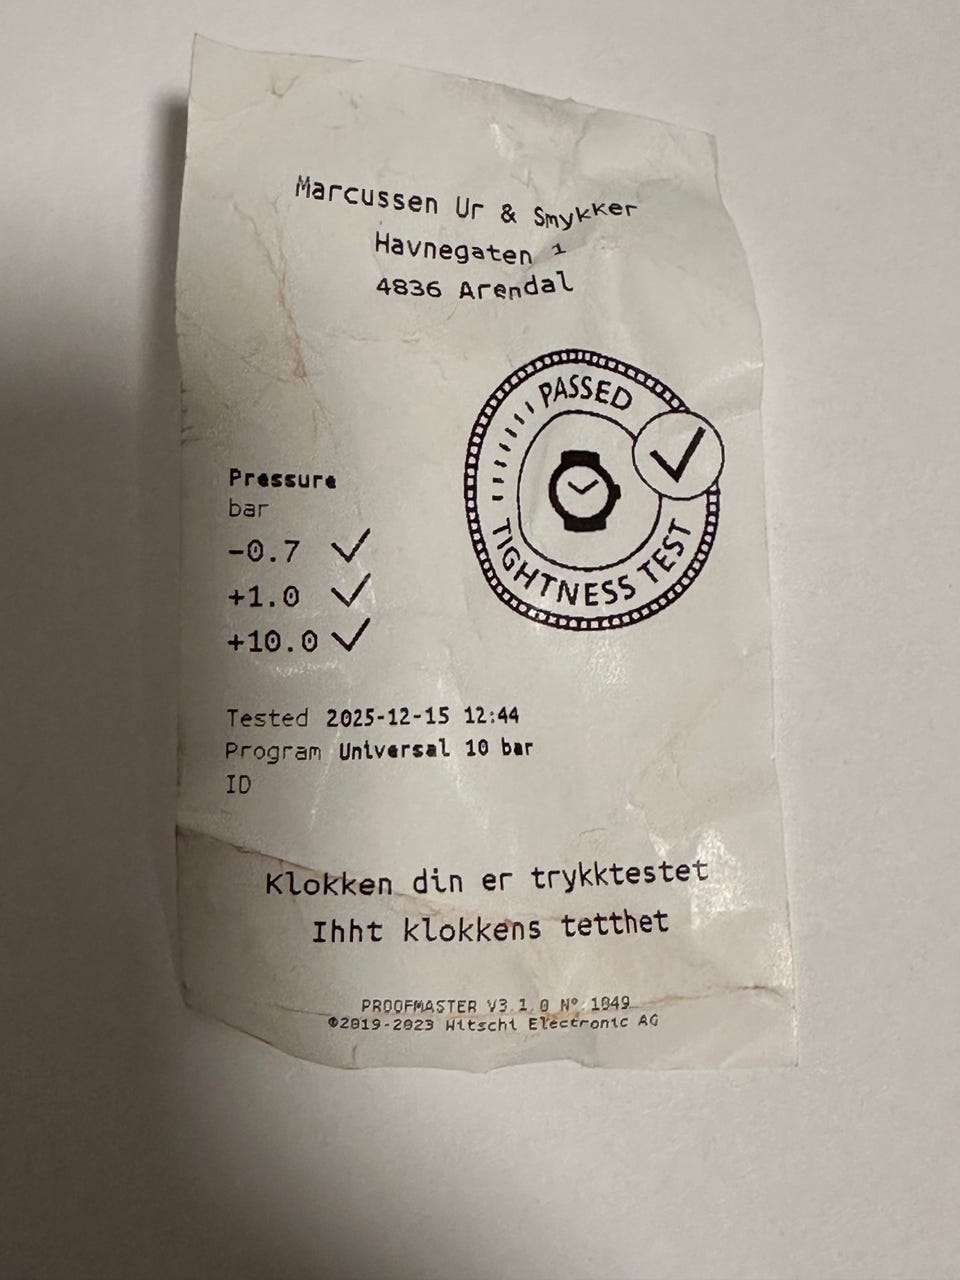 Marcussen Ur & Smykker
Havnegaten 1
4836 Arendal
PASSED
TIGHTNESS TEST
Pressure
bar
-0.7
+1.0
+10.0
Tested 2025-12-15 12:44
Program Universal 10 bar
ID
Klokken din er trykktestet
Ihht klokkens tetthet
PROOFMASTER V3.1.0 N° 1049
©2019-2023 Witschi Electronic AG